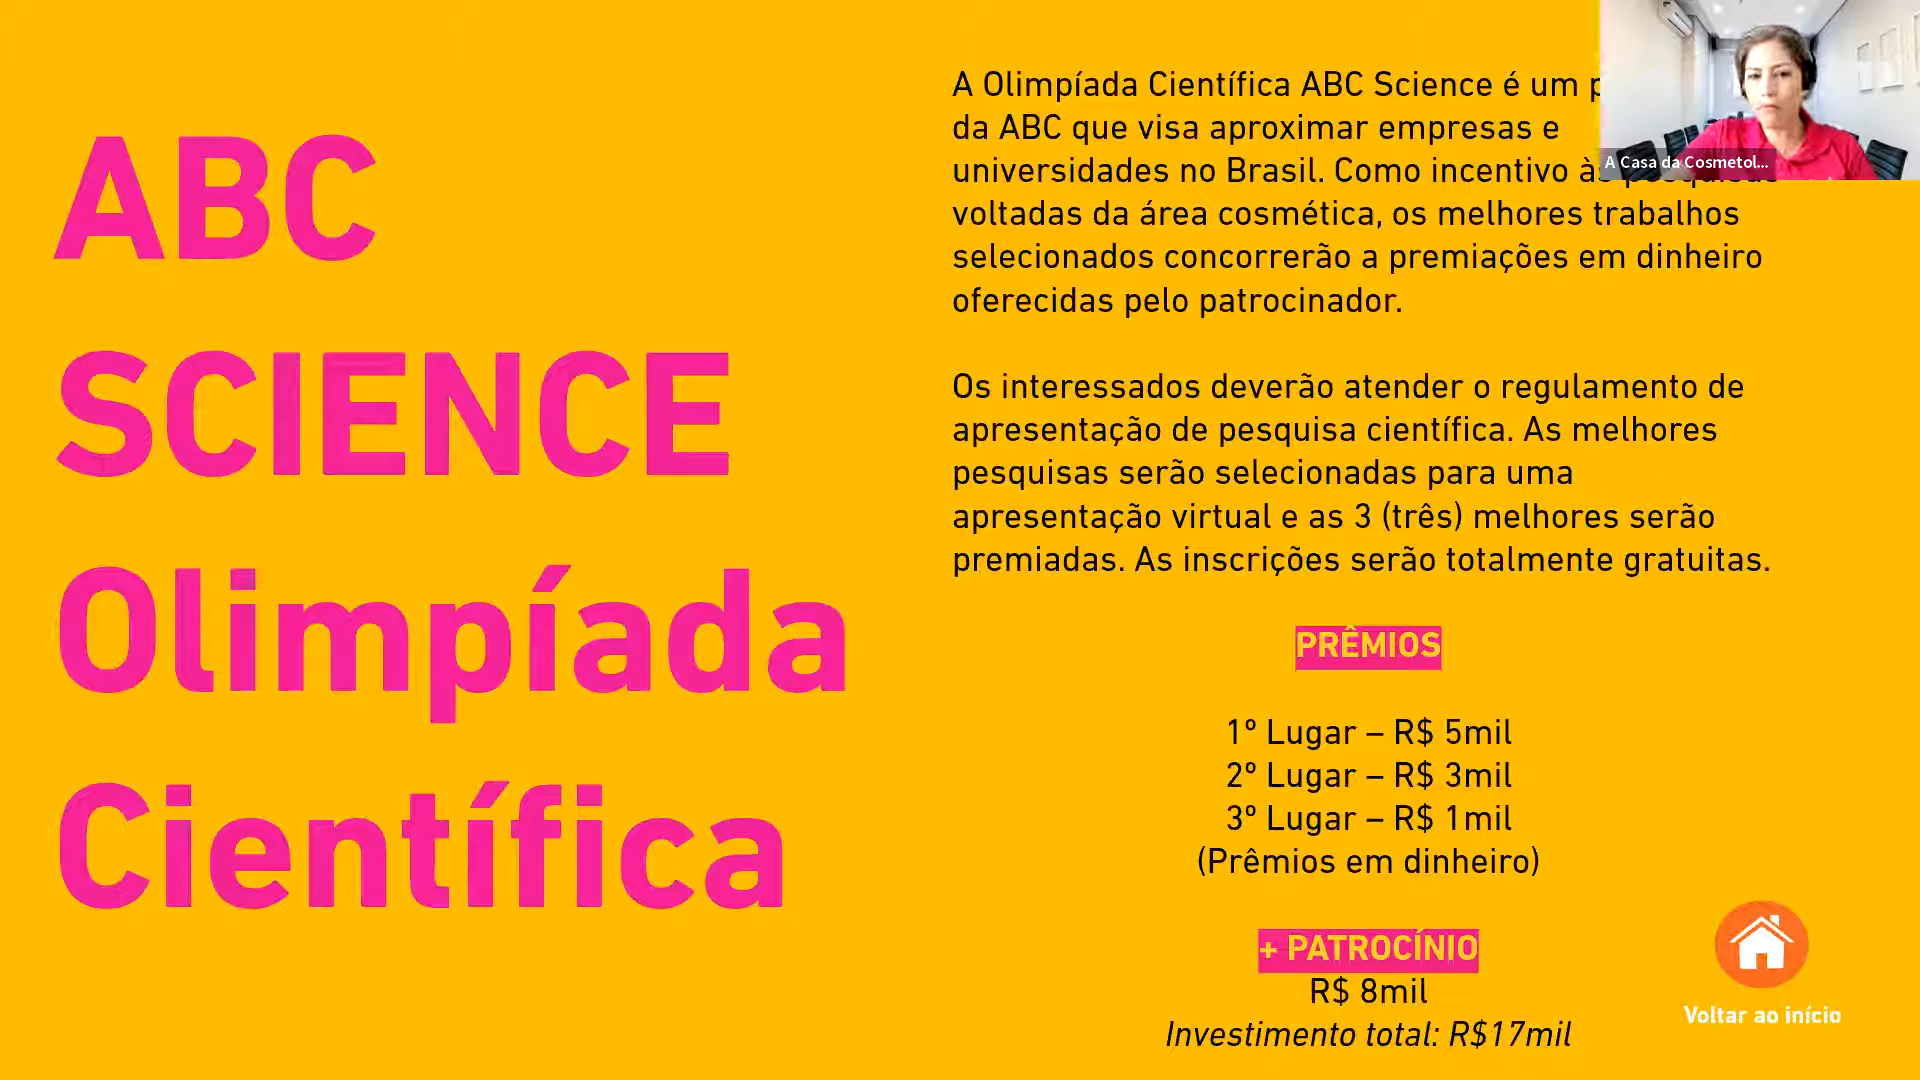 ABC
SCIENCE
Olimpíada
Científica
A Olimpíada Científica ABC Science é um
da ABC que visa aproximar empresas e
universidades no Brasil. Como incentivo às pesquisas
voltadas da área cosmética, os melhores trabalhos
selecionados concorrerão a premiações em dinheiro
oferecidas pelo patrocinador.
Os interessados deverão atender o regulamento de
apresentação de pesquisa científica. As melhores
pesquisas serão selecionadas para uma
apresentação virtual e as 3 (três) melhores serão
premiadas. As inscrições serão totalmente gratuitas.
PRÊMIOS
1º Lugar – R$ 5mil
2º Lugar – R$ 3mil
3º Lugar – R$ 1mil
(Prêmios em dinheiro)
+ PATROCÍNIO
R$ 8mil
Investimento total: R$17mil
Voltar ao início
A Casa da Cosmetol...